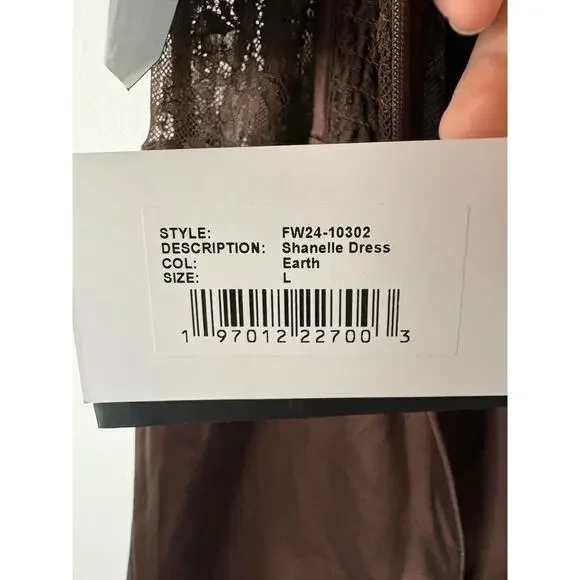 STYLE: FW24-10302
DESCRIPTION: Shanelle Dress
COL: Earth
SIZE: L
1 97012 22700 3